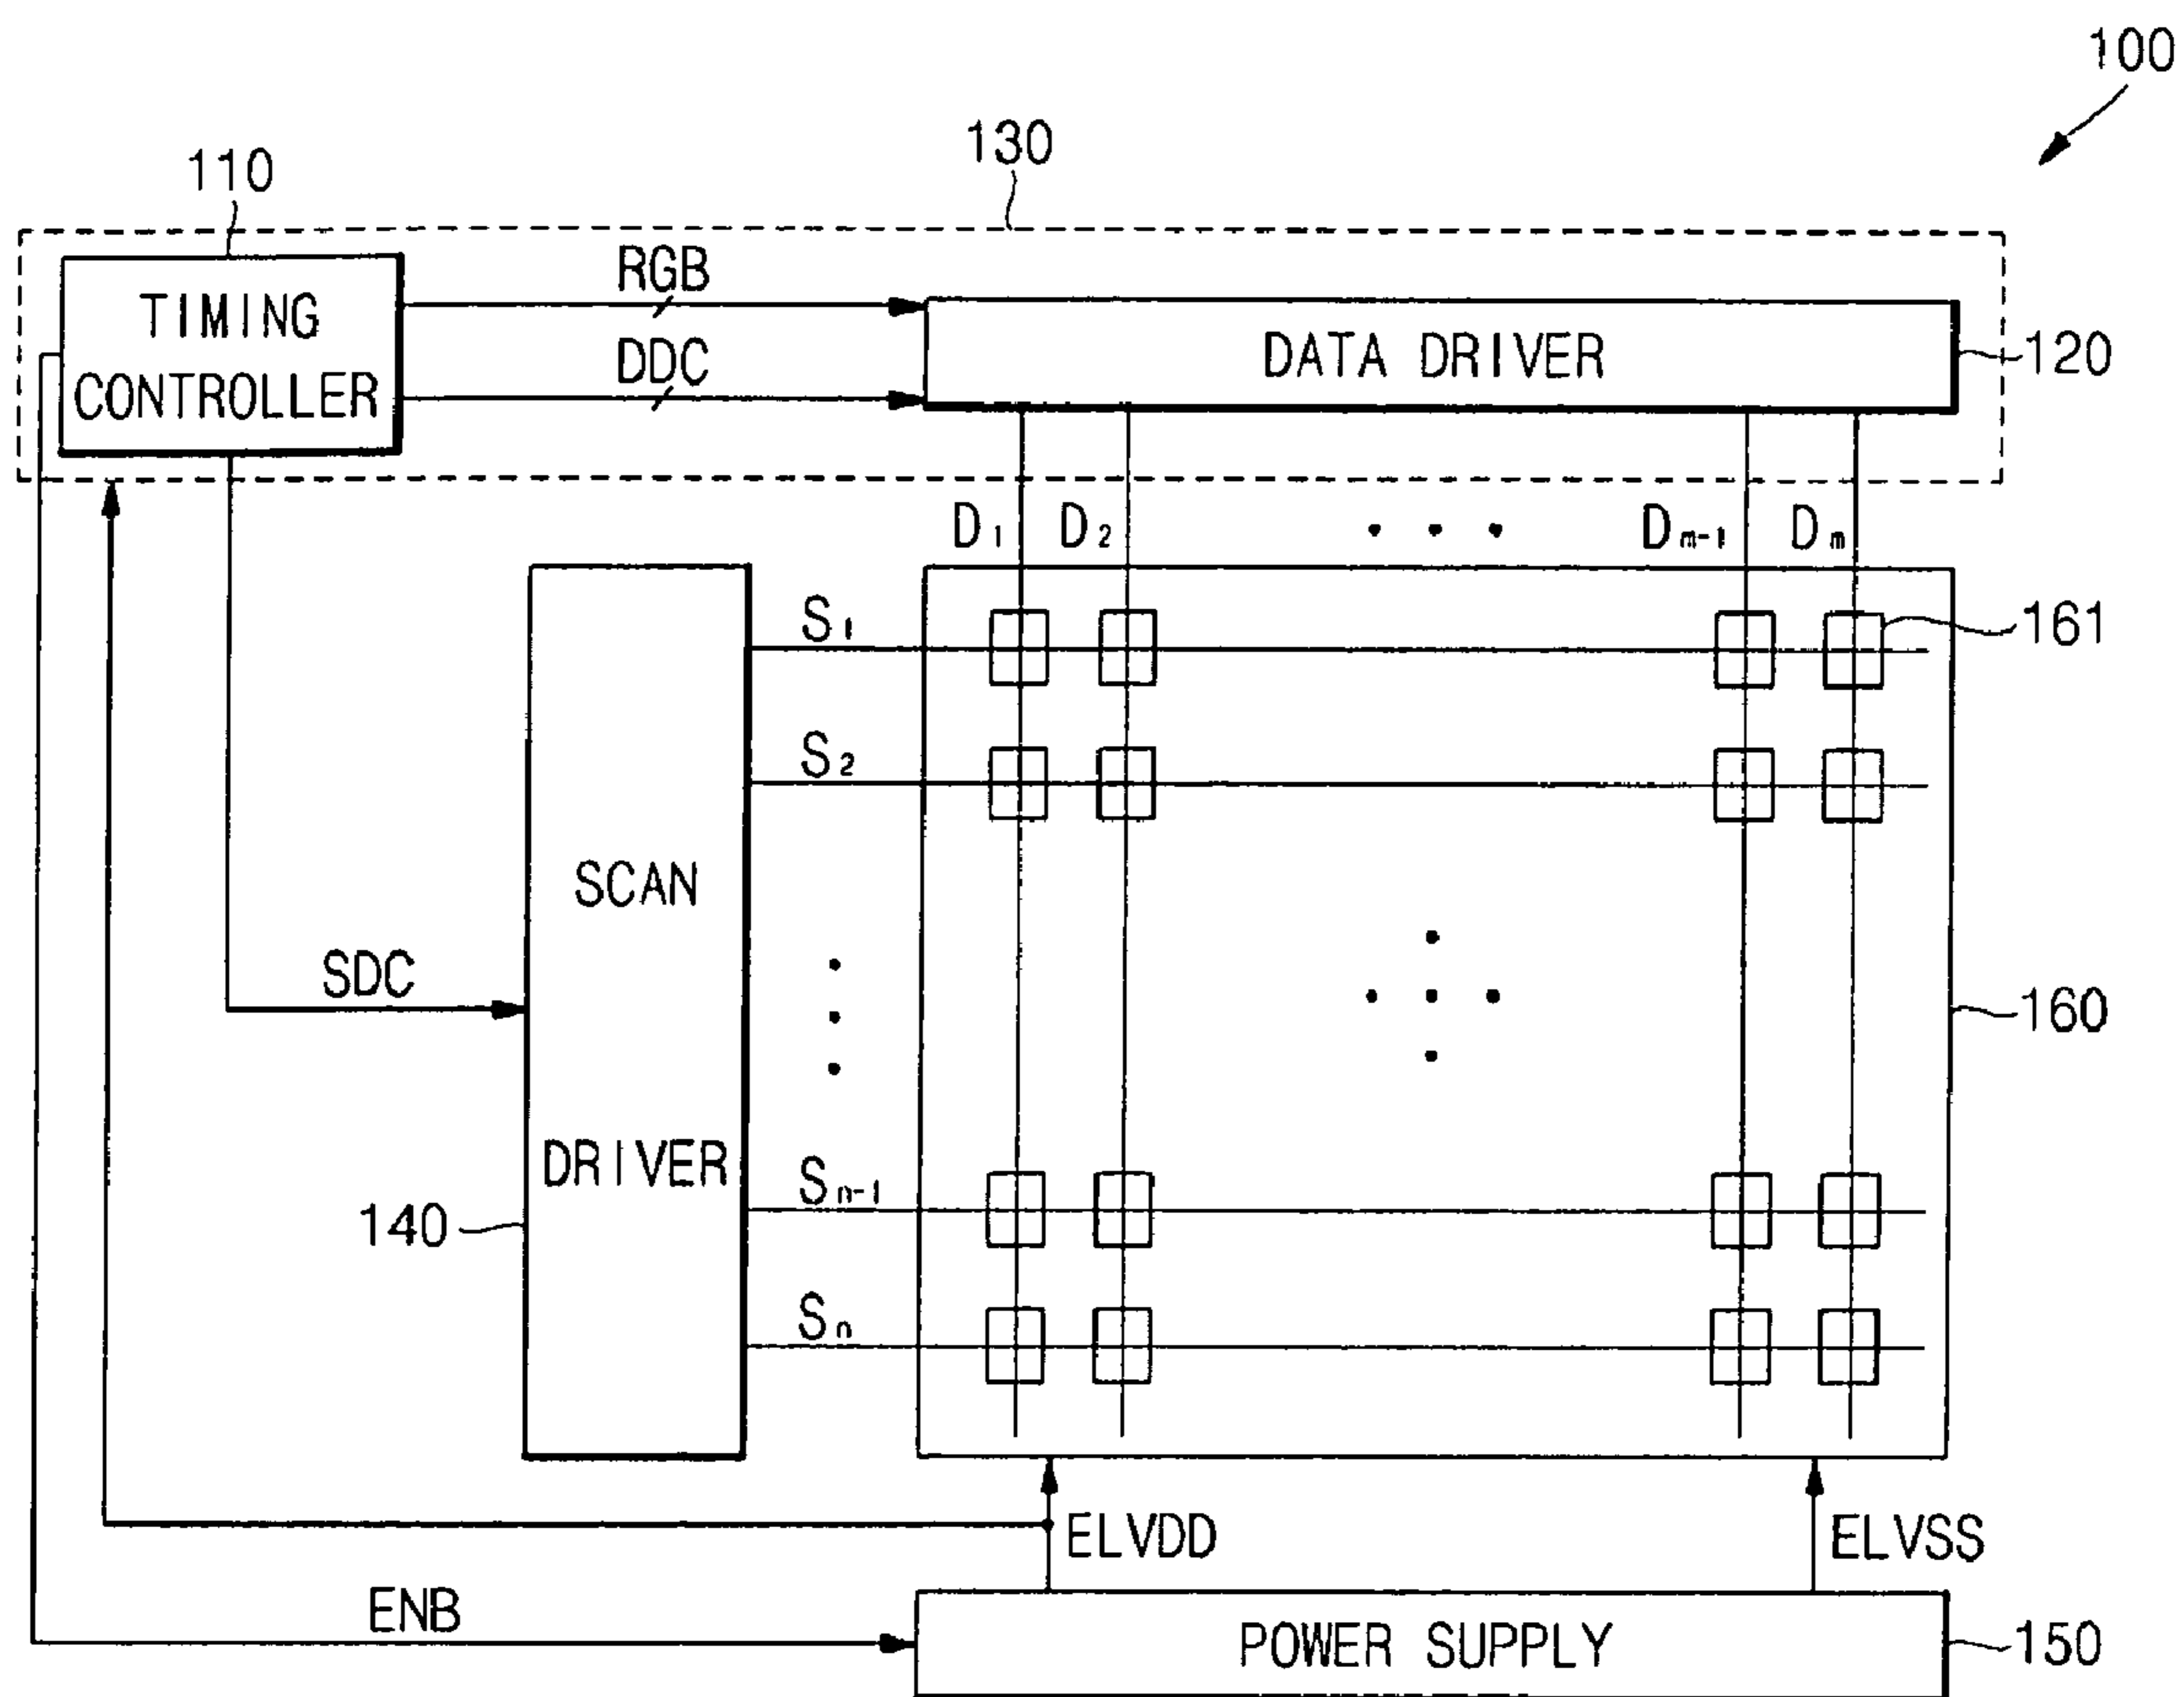 100
130
110
RGB
TIMING
CONTROLLER
DDC
DATA DRIVER
120
D1 D2 Dm-1 Dm
S1
161
S2
SCAN
SDC
160
DRIVER
Sn-1
140
Sn
ELVDD
ELVSS
ENB
POWER SUPPLY
150